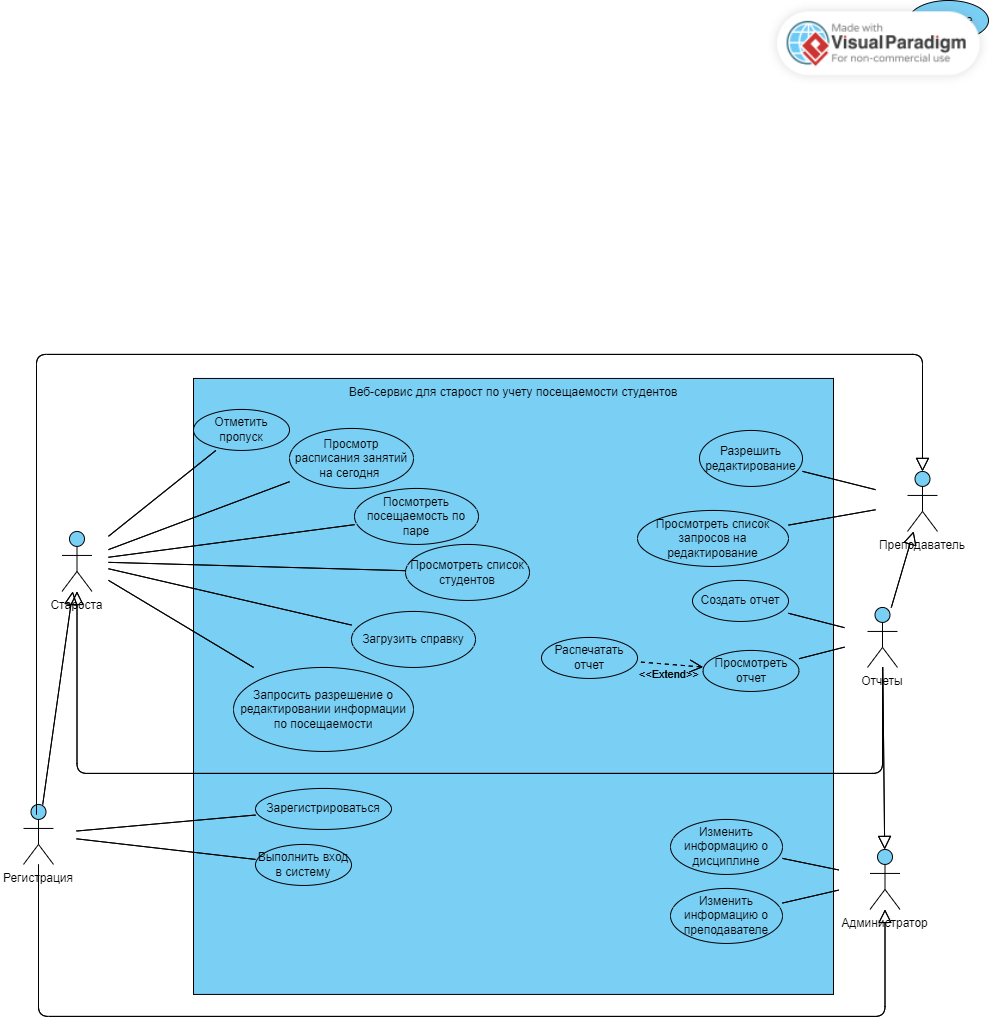 Made with
VisualParadigm
For non-commercial use
Веб-сервис для старост по учету посещаемости студентов
Отметить
пропуск
Просмотр
расписания занятий
на сегодня
Посмотреть
посещаемость по
паре
Просмотреть список
студентов
Загрузить справку
Запросить разрешение о
редактировании информации
по посещаемости
Староста
Разрешить
редактирование
Просмотреть список
запросов на
редактирование
Преподаватель
Создать отчет
Распечатать
отчет
<<Extend>>
Просмотреть
отчет
Отчеты
Зарегистрироваться
Выполнить вход
в систему
Регистрация
Изменить
информацию о
дисциплине
Изменить
информацию о
преподавателе
Администратор